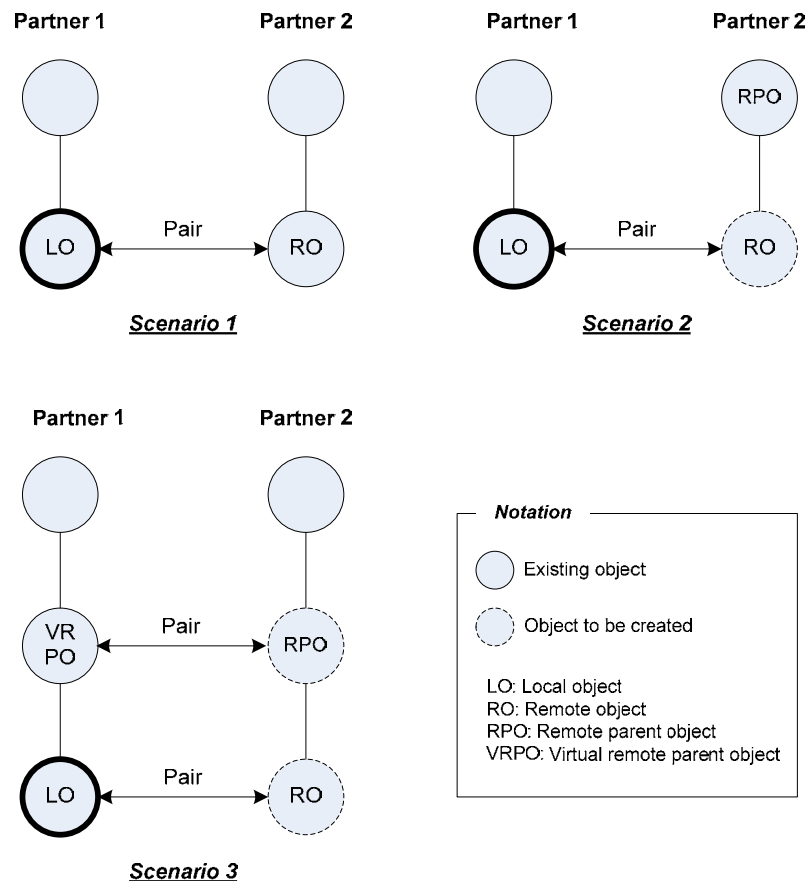 Partner 1
Partner 2
LO
Pair
RO
Scenario 1
Partner 1
Partner 2
RPO
LO
Pair
RO
Scenario 2
Partner 1
Partner 2
VR
PO
Pair
RPO
LO
Pair
RO
Scenario 3
Notation
Existing object
Object to be created
LO: Local object
RO: Remote object
RPO: Remote parent object
VRPO: Virtual remote parent object